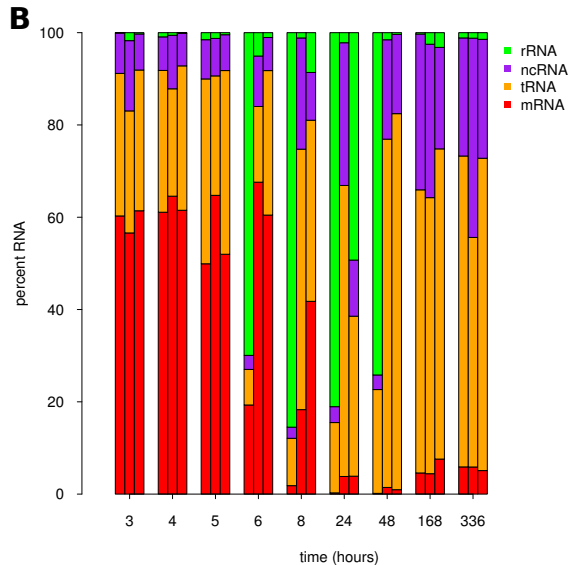 B
100
80
60
40
20
0
percent RNA
rRNA
ncRNA
tRNA
mRNA
3 4 5 6 8 24 48 168 336
time (hours)